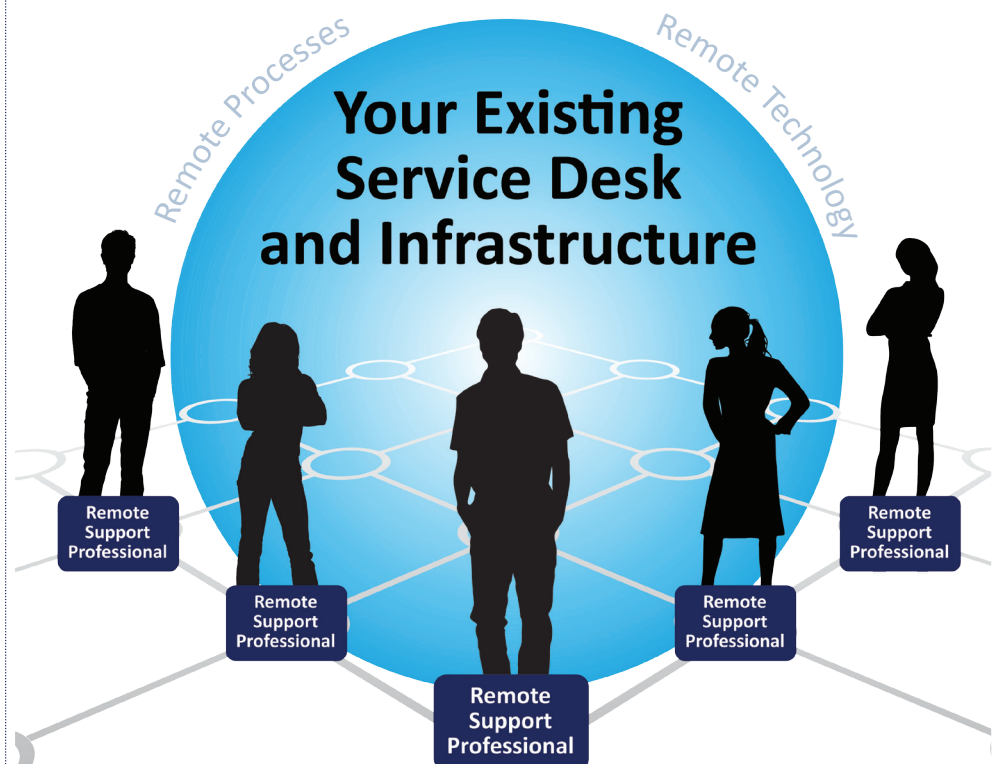 Remote Processes
Remote Technology
Your Existing
Service Desk
and Infrastructure
Remote
Support
Professional
Remote
Support
Professional
Remote
Support
Professional
Remote
Support
Professional
Remote
Support
Professional